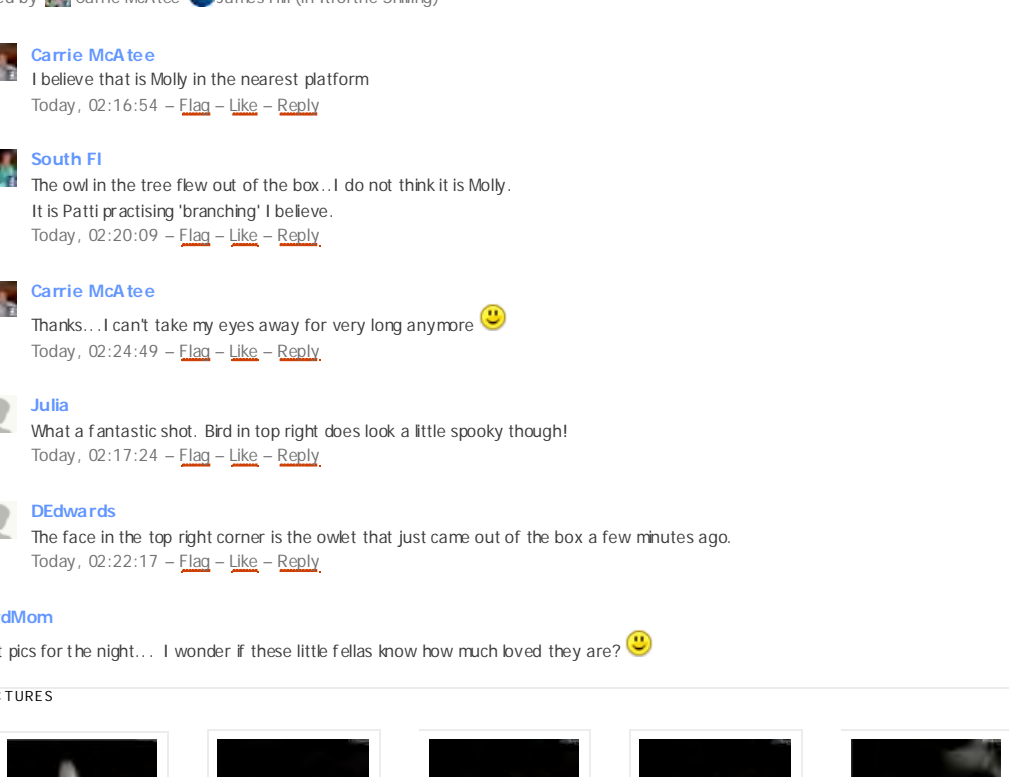 by Carrie McAtee
Carrie McAtee
I believe that is Molly in the nearest platform
Today, 02:16:54 – Flag – Like – Reply
South Fl
The owl in the tree flew out of the box..I do not think it is Molly.
It is Patti practising 'branching' I believe.
Today, 02:20:09 – Flag – Like – Reply
Carrie McAtee
Thanks...I can't take my eyes away for very long anymore
Today, 02:24:49 – Flag – Like – Reply
Julia
What a fantastic shot. Bird in top right does look a little spooky though!
Today, 02:17:24 – Flag – Like – Reply
DEdwards
The face in the top right corner is the owlet that just came out of the box a few minutes ago.
Today, 02:22:17 – Flag – Like – Reply
dMom
pics for the night... I wonder if these little fellas know how much loved they are?
CTURES